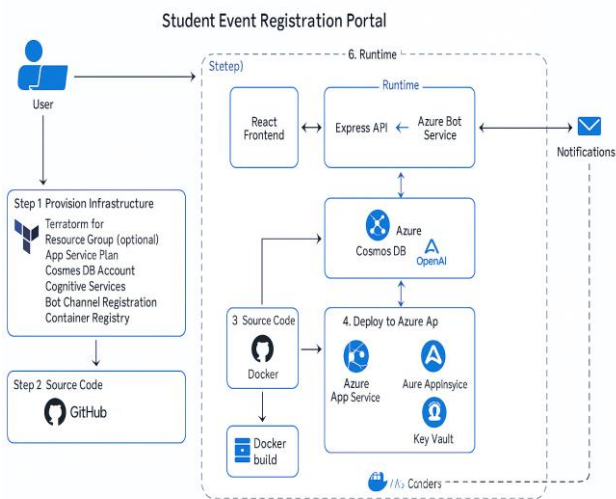 Student Event Registration Portal
User
6. Runtime
Stetep)
Runtime
React
Frontend
Express API
Azure Bot
Service
Notifications
Step 1 Provision Infrastructure
Terratorm for
Resource Group (optional)
App Service Plan
Cosmes DB Account
Cognitive Services
Bot Channel Registration
Container Registry
Azure
Cosmos DB
OpenAI
3 Source Code
Docker
4. Deploy to Azure Ap
Azure
App Service
Aure AppInsyice
Key Vault
Step 2 Source Code
GitHub
Docker
build
Conders